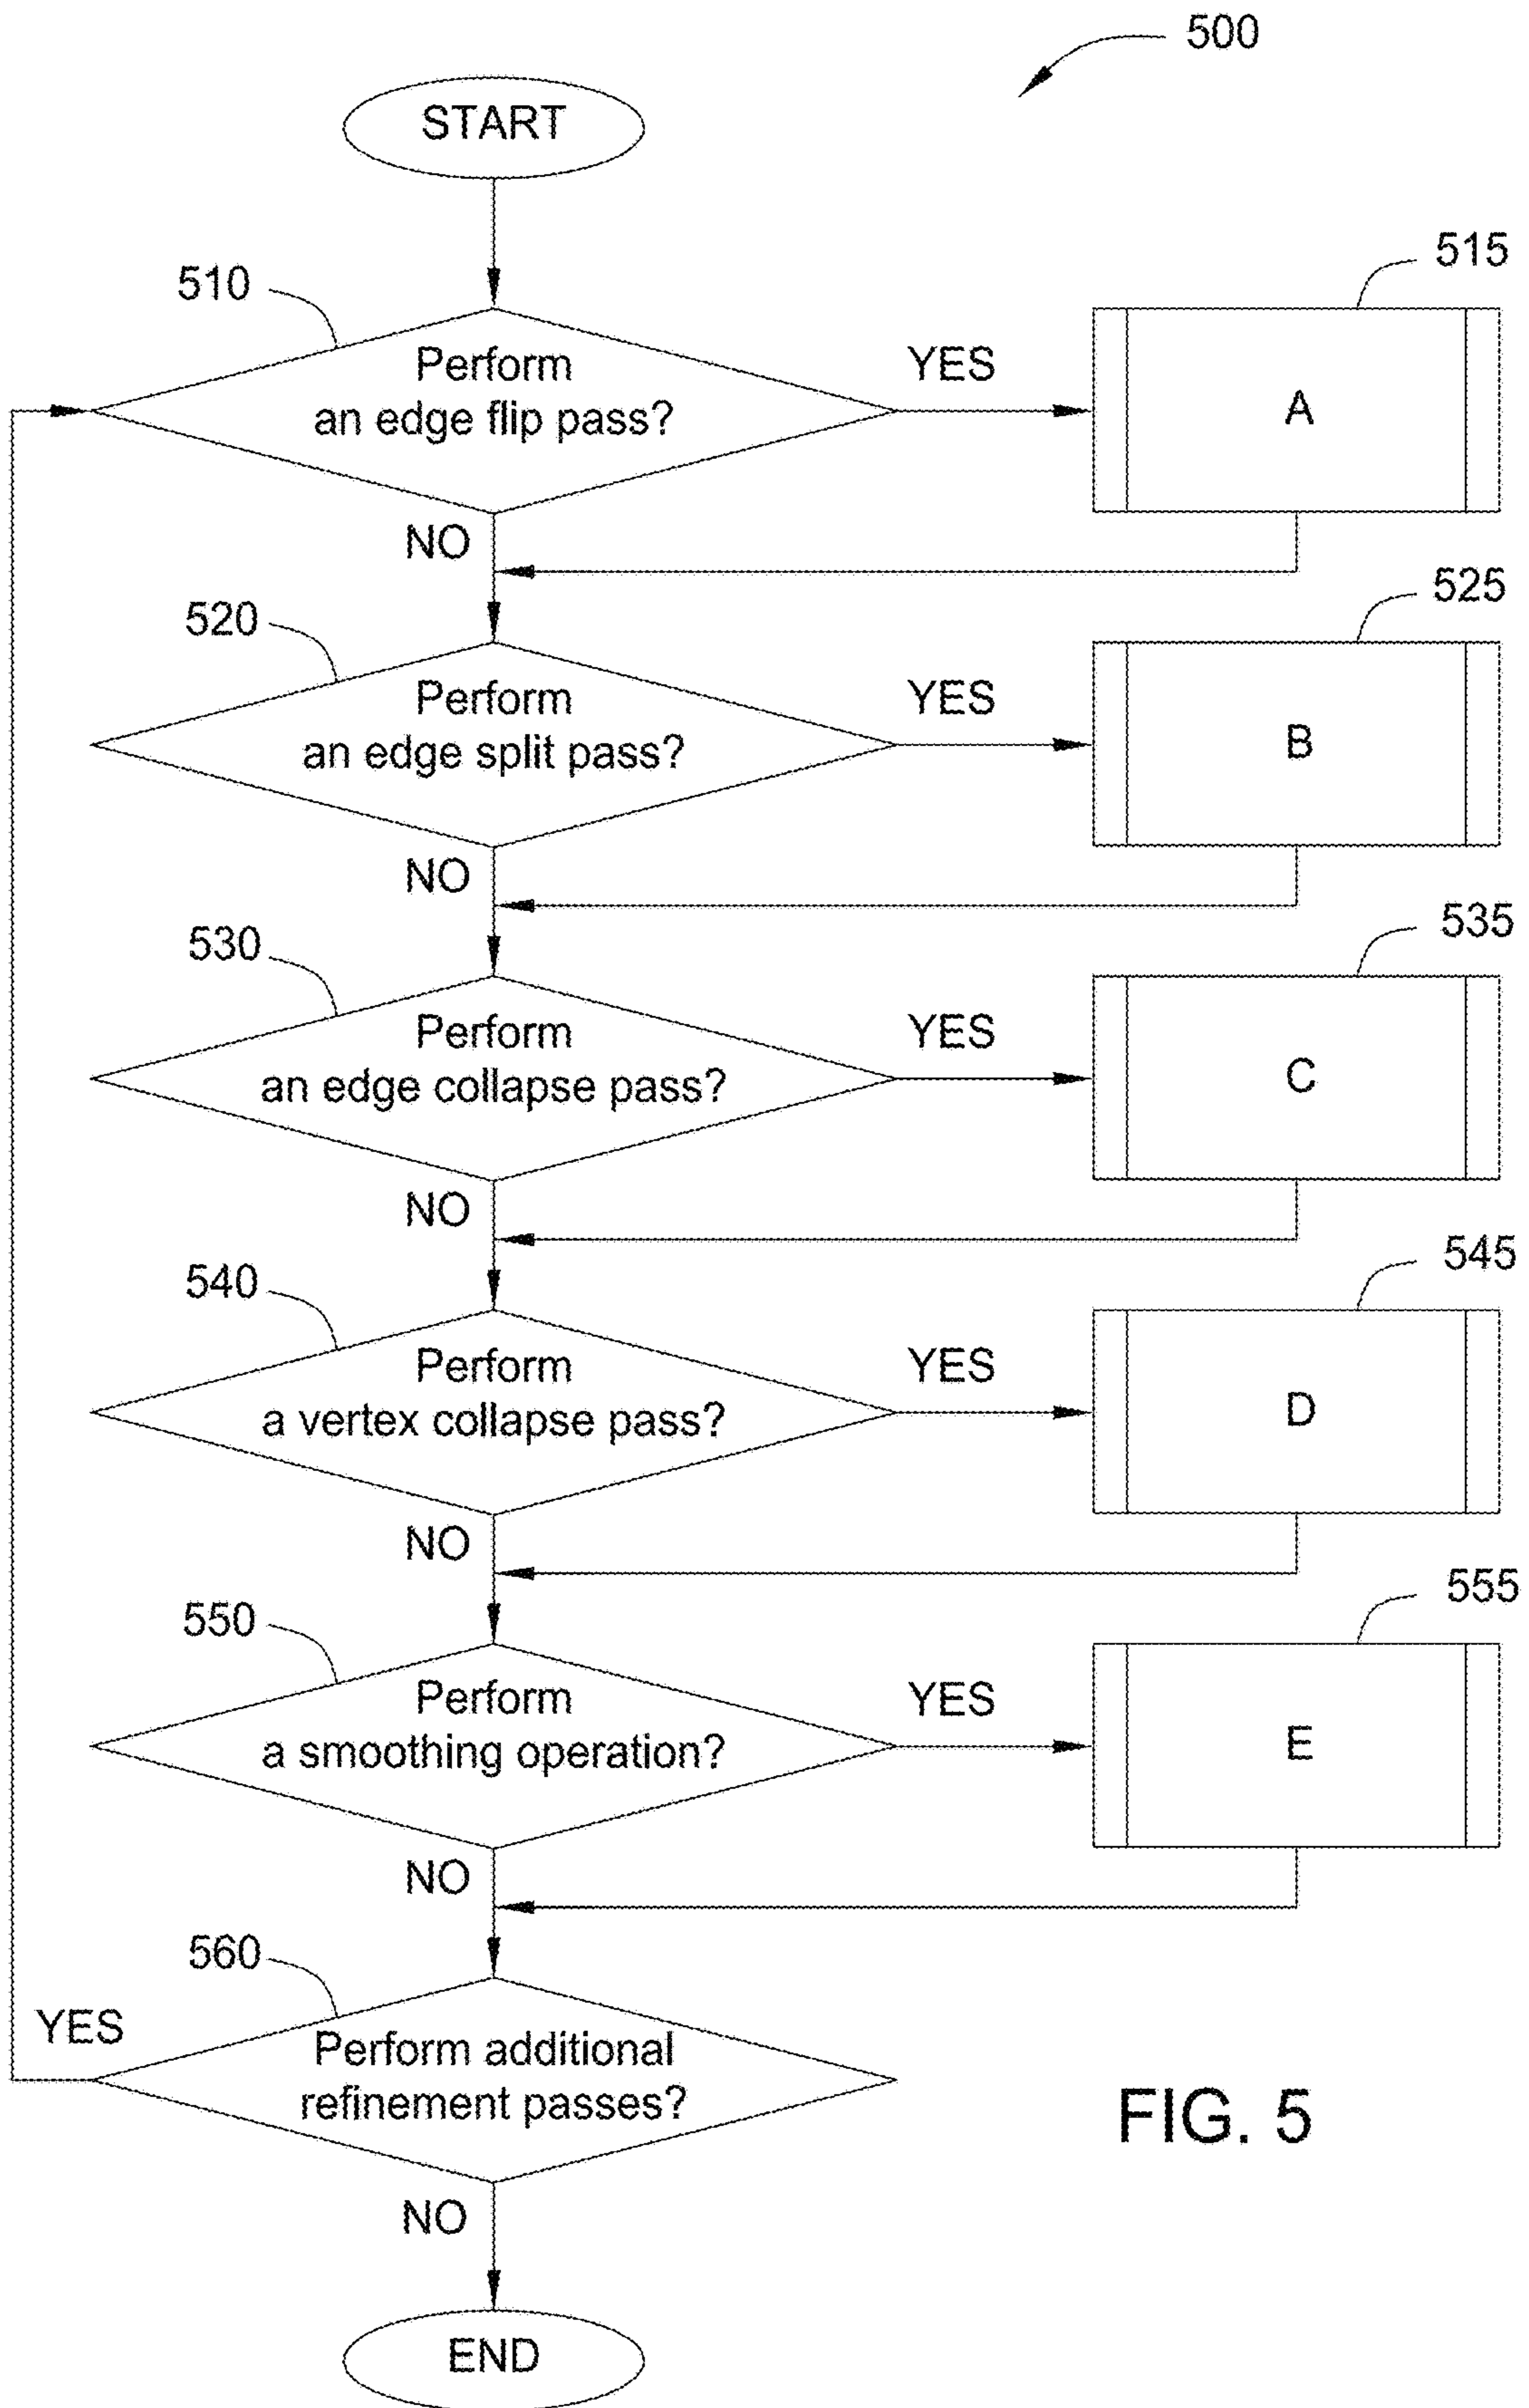 500
START
510
515
Perform
an edge flip pass?
YES
A
NO
520
525
Perform
an edge split pass?
YES
B
NO
530
535
Perform
an edge collapse pass?
YES
C
NO
540
545
Perform
a vertex collapse pass?
YES
D
NO
550
555
Perform
a smoothing operation?
YES
E
NO
560
YES
Perform additional
refinement passes?
NO
FIG. 5
END